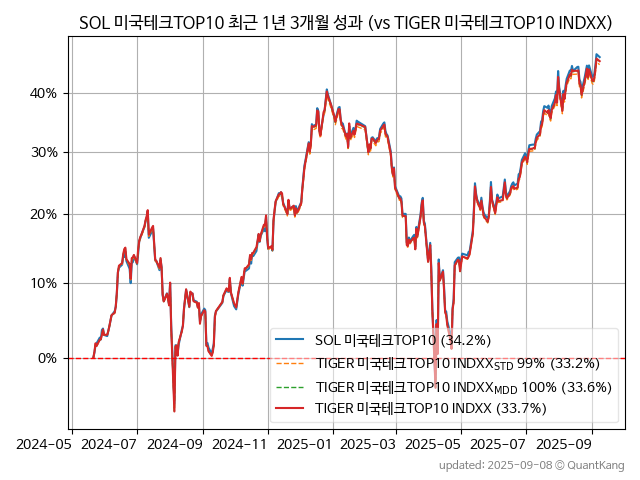 SOL 미국테크TOP10 최근 1년 3개월 성과 (vs TIGER 미국테크TOP10 INDXX)
40%
30%
20%
10%
0%
SOL 미국테크TOP10 (34.2%)
TIGER 미국테크TOP10 INDXX_STD 99% (33.2%)
TIGER 미국테크TOP10 INDXX_MDD 100% (33.6%)
TIGER 미국테크TOP10 INDXX (33.7%)
2024-05 2024-07 2024-09 2024-11 2025-01 2025-03 2025-05 2025-07 2025-09
updated: 2025-09-08 © QuantKang